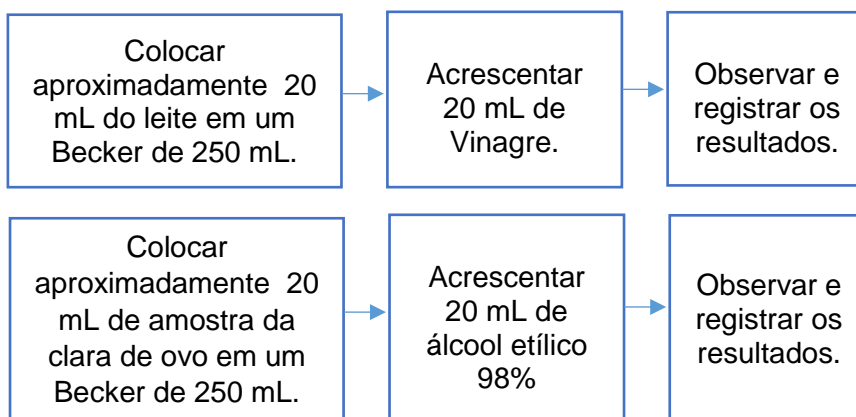 Colocar
aproximadamente 20
mL do leite em um
Becker de 250 mL.
Acrescentar
20 mL de
Vinagre.
Observar e
registrar os
resultados.
Colocar
aproximadamente 20
mL de amostra da
clara de ovo em um
Becker de 250 mL.
Acrescentar
20 mL de
álcool etílico
98%
Observar e
registrar os
resultados.